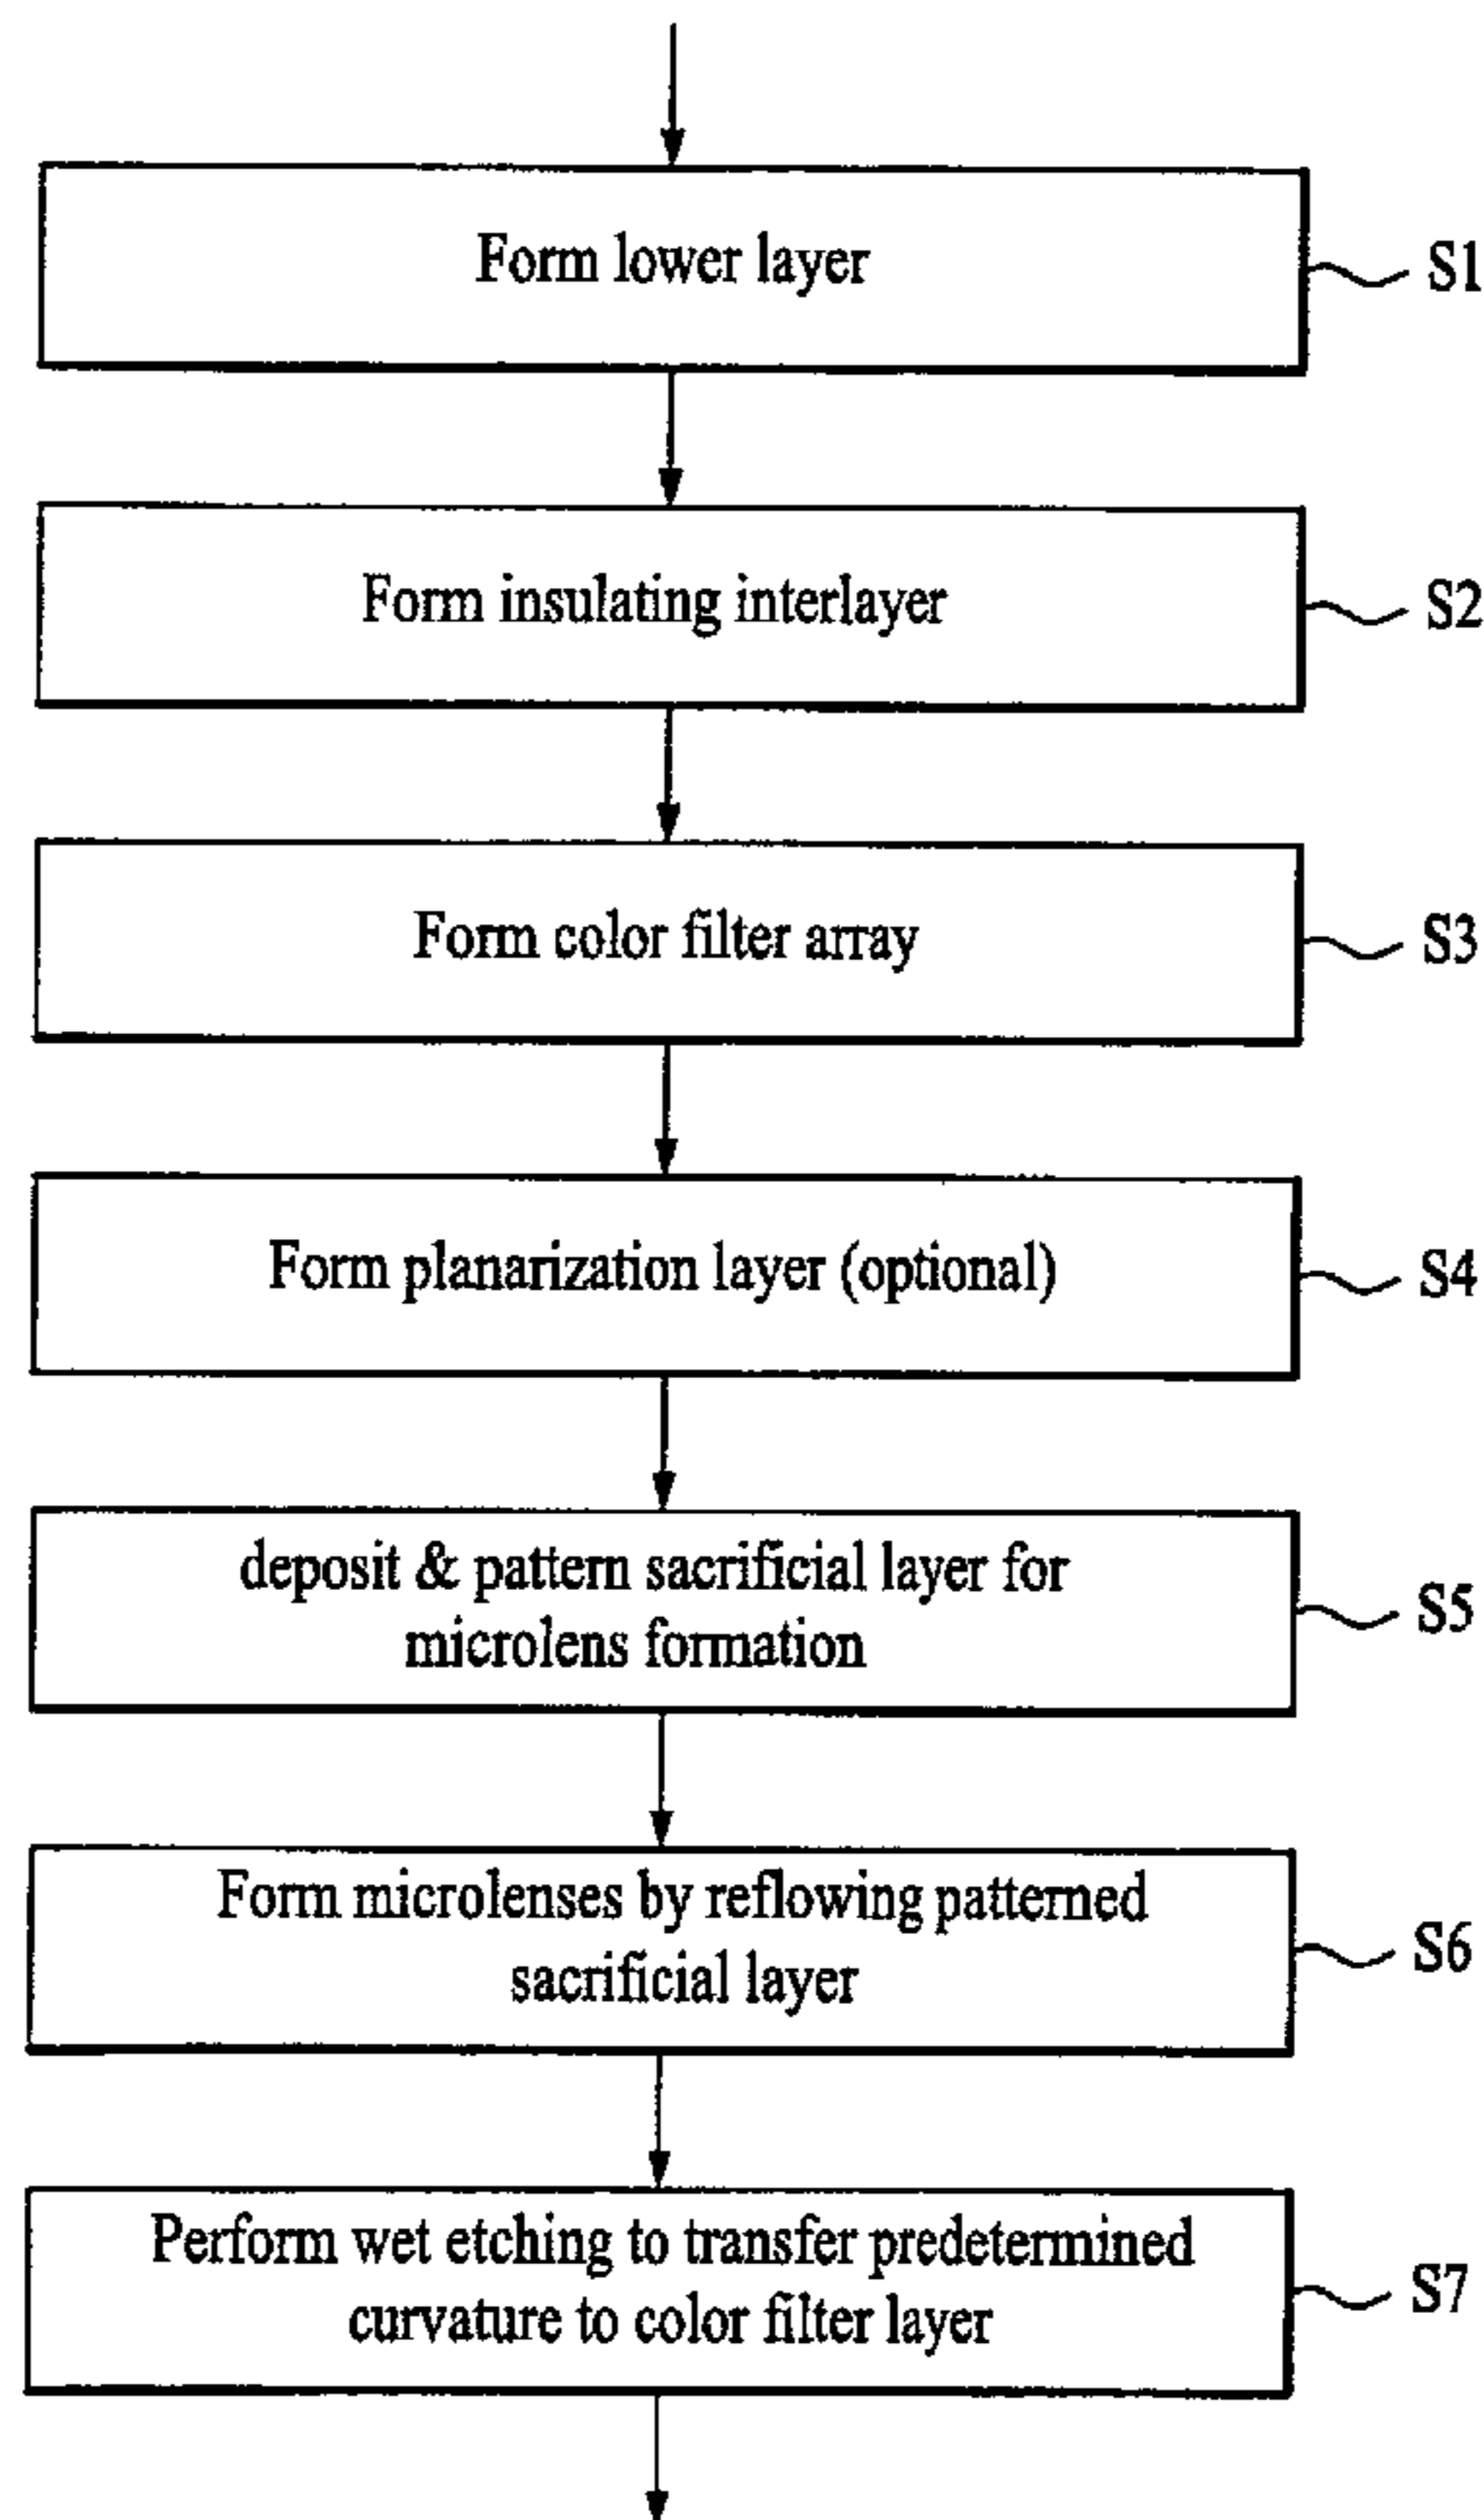 Form lower layer
S1
Form insulating interlayer
S2
Form color filter array
S3
Form planarization layer (optional)
S4
deposit & pattern sacrificial layer for
microlens formation
S5
Form microlenses by reflowing patterned
sacrificial layer
S6
Perform wet etching to transfer predetermined
curvature to color filter layer
S7